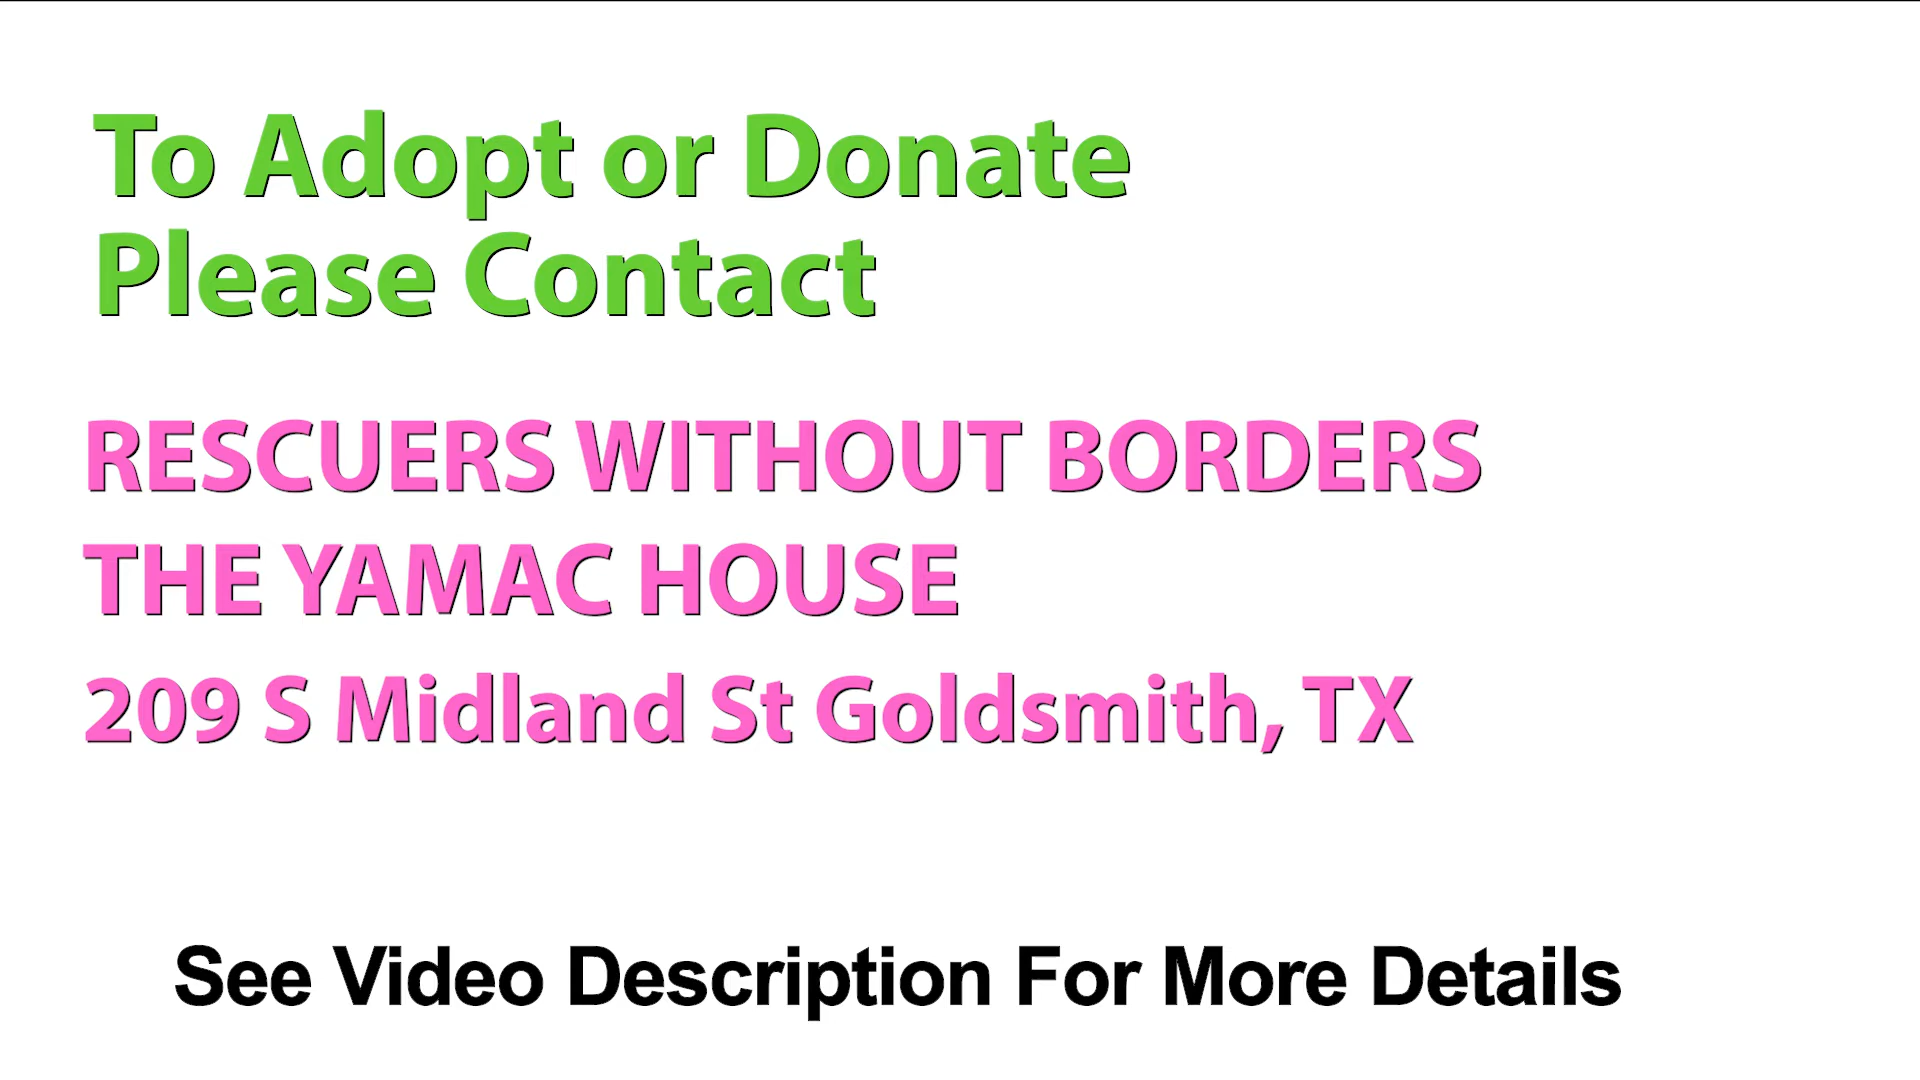 To Adopt or Donate
Please Contact
RESCUERS WITHOUT BORDERS
THE YAMAC HOUSE
209 S Midland St Goldsmith, TX
See Video Description For More Details